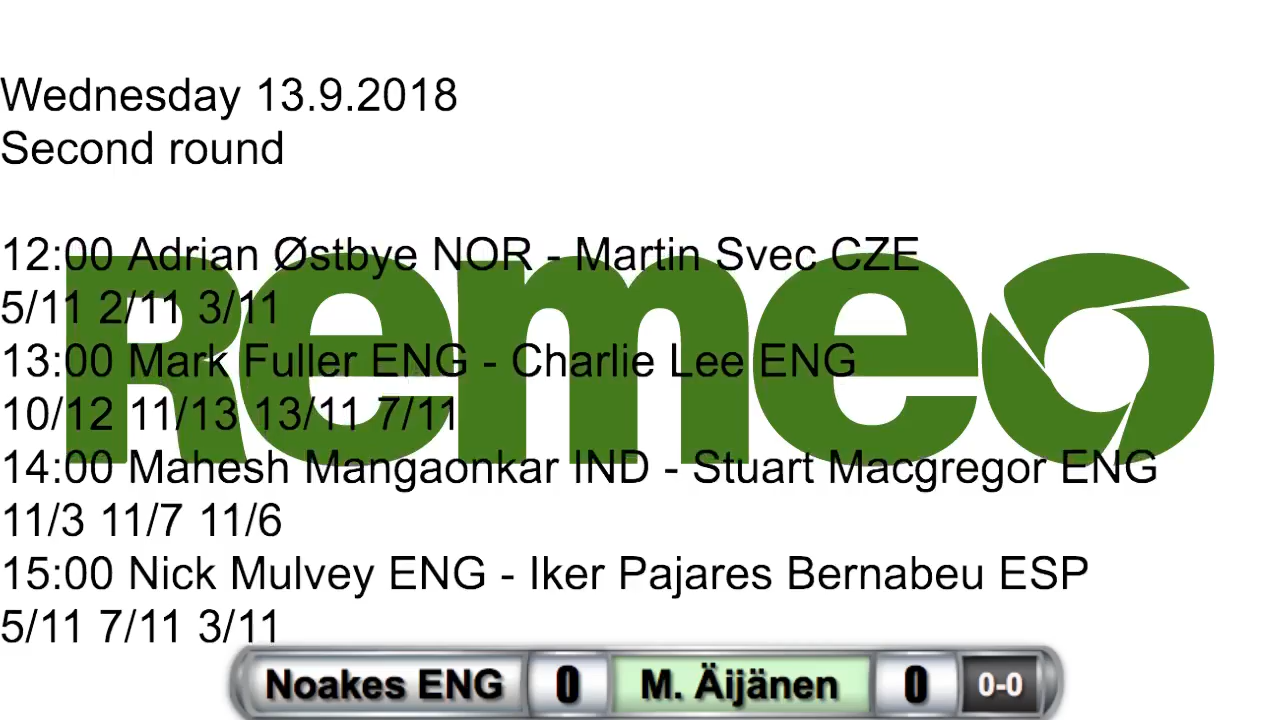 Wednesday 13.9.2018
Second round
12:00 Adrian Østbye NOR - Martin Svec CZE
5/11 2/11 3/11
13:00 Mark Fuller ENG - Charlie Lee ENG
10/12 11/13 13/11 7/11
14:00 Mahesh Mangaonkar IND - Stuart Macgregor ENG
11/3 11/7 11/6
15:00 Nick Mulvey ENG - Iker Pajares Bernabeu ESP
5/11 7/11 3/11
Remeo
Noakes ENG 0 M. Äijänen 0 0-0